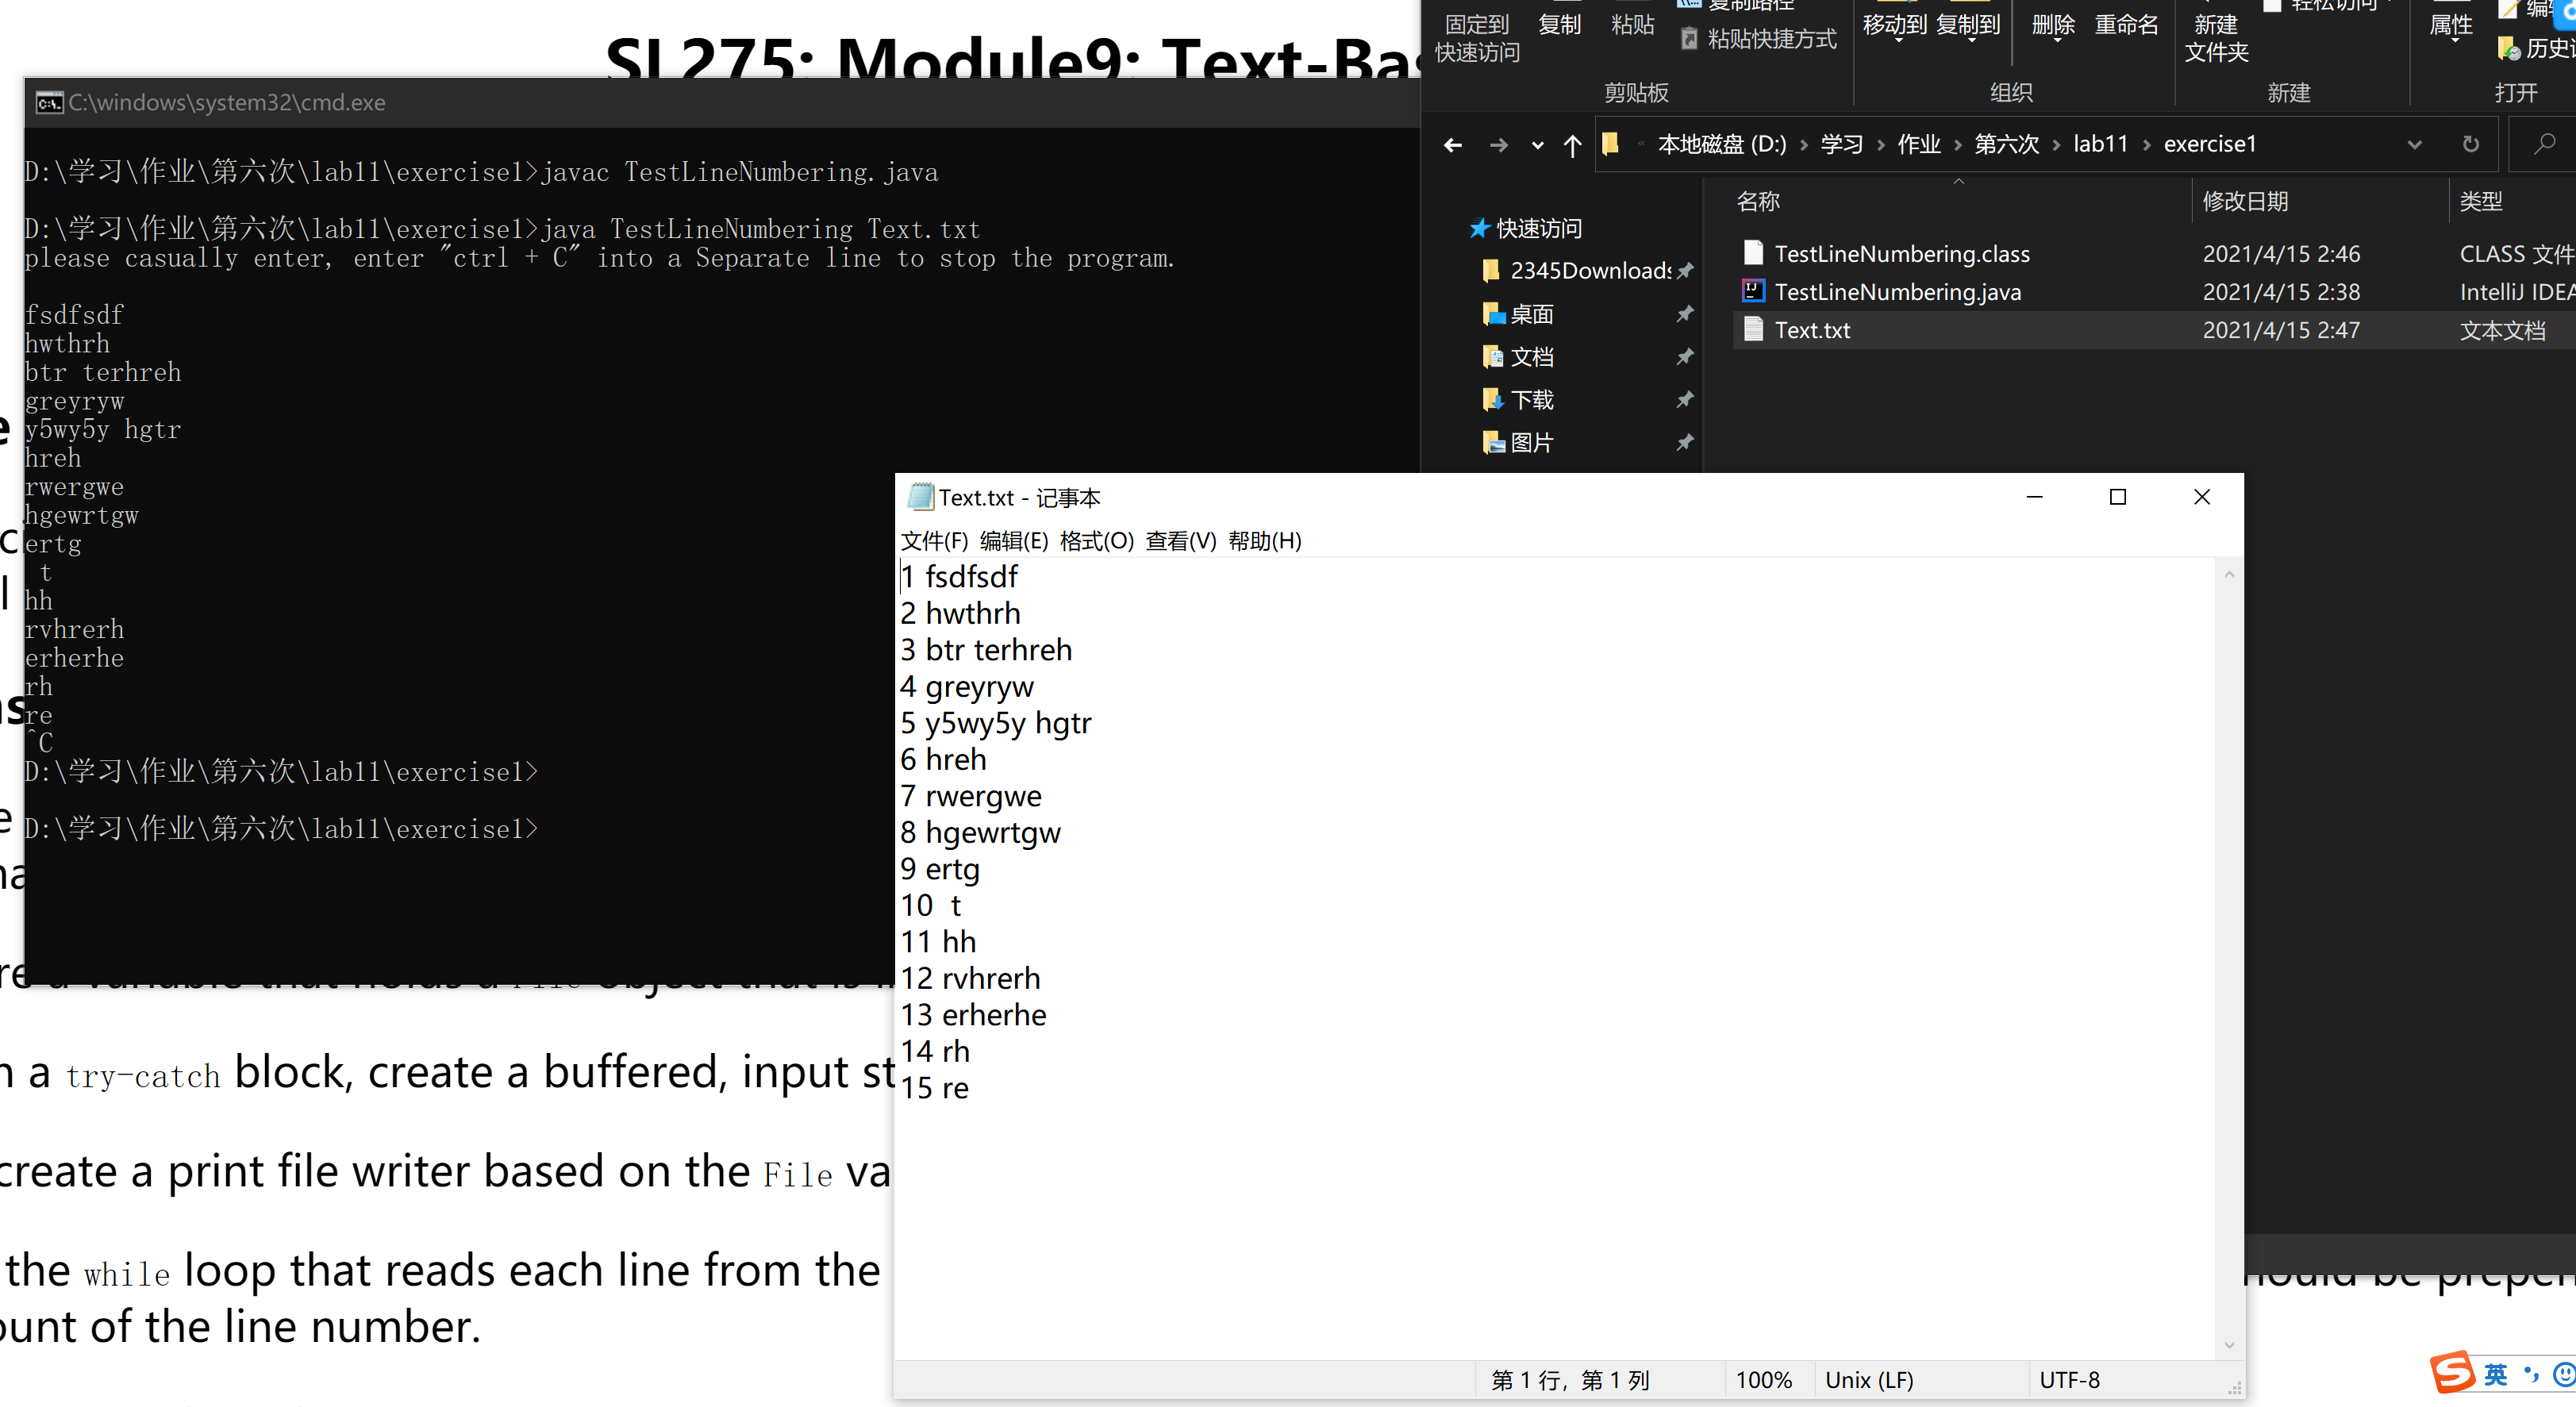 SL275: Module9: Text-Bas
C:\windows\system32\cmd.exe
D:\学习\作业\第六次\lab11\exercise1>javac TestLineNumbering.java
D:\学习\作业\第六次\lab11\exercise1>java TestLineNumbering Text.txt
please casually enter, enter "ctrl + C" into a Separate line to stop the program.
fsdfsdf
hwthrh
btr terhreh
greyryw
y5wy5y hgtr
hreh
rwergwe
hgewrtgw
ertg
t
hh
rvhrerh
erherhe
rh
re
^C
D:\学习\作业\第六次\lab11\exercise1>
D:\学习\作业\第六次\lab11\exercise1>
固定到
快速访问
复制
粘贴
复制路径
粘贴快捷方式
移动到
复制到
删除
重命名
新建
文件夹
轻松访问
属性
编辑
历史
剪贴板
组织
新建
打开
« 本地磁盘 (D:) › 学习 › 作业 › 第六次 › lab11 › exercise1
名称 修改日期 类型
快速访问
2345Downloads
桌面
文档
下载
图片
TestLineNumbering.class 2021/4/15 2:46 CLASS 文件
TestLineNumbering.java 2021/4/15 2:38 IntelliJ IDEA
Text.txt 2021/4/15 2:47 文本文档
Text.txt - 记事本
文件(F) 编辑(E) 格式(O) 查看(V) 帮助(H)
1 fsdfsdf
2 hwthrh
3 btr terhreh
4 greyryw
5 y5wy5y hgtr
6 hreh
7 rwergwe
8 hgewrtgw
9 ertg
10  t
11 hh
12 rvhrerh
13 erherhe
14 rh
15 re
第 1 行，第 1 列 100% Unix (LF) UTF-8
re a variable that holds a File object that is
n a try-catch block, create a buffered, input st
create a print file writer based on the File va
the while loop that reads each line from the
ould be prepen
ount of the line number.
英